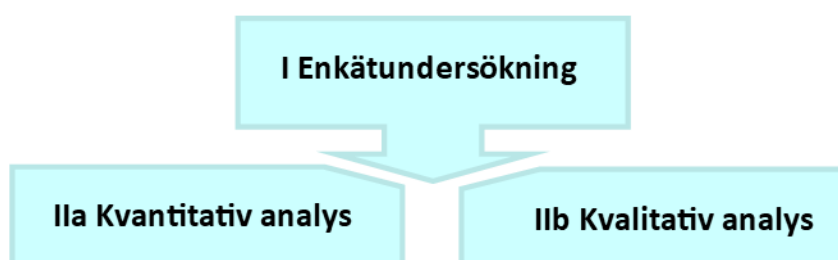 I Enkätundersökning
IIa Kvantitativ analys
IIb Kvalitativ analys